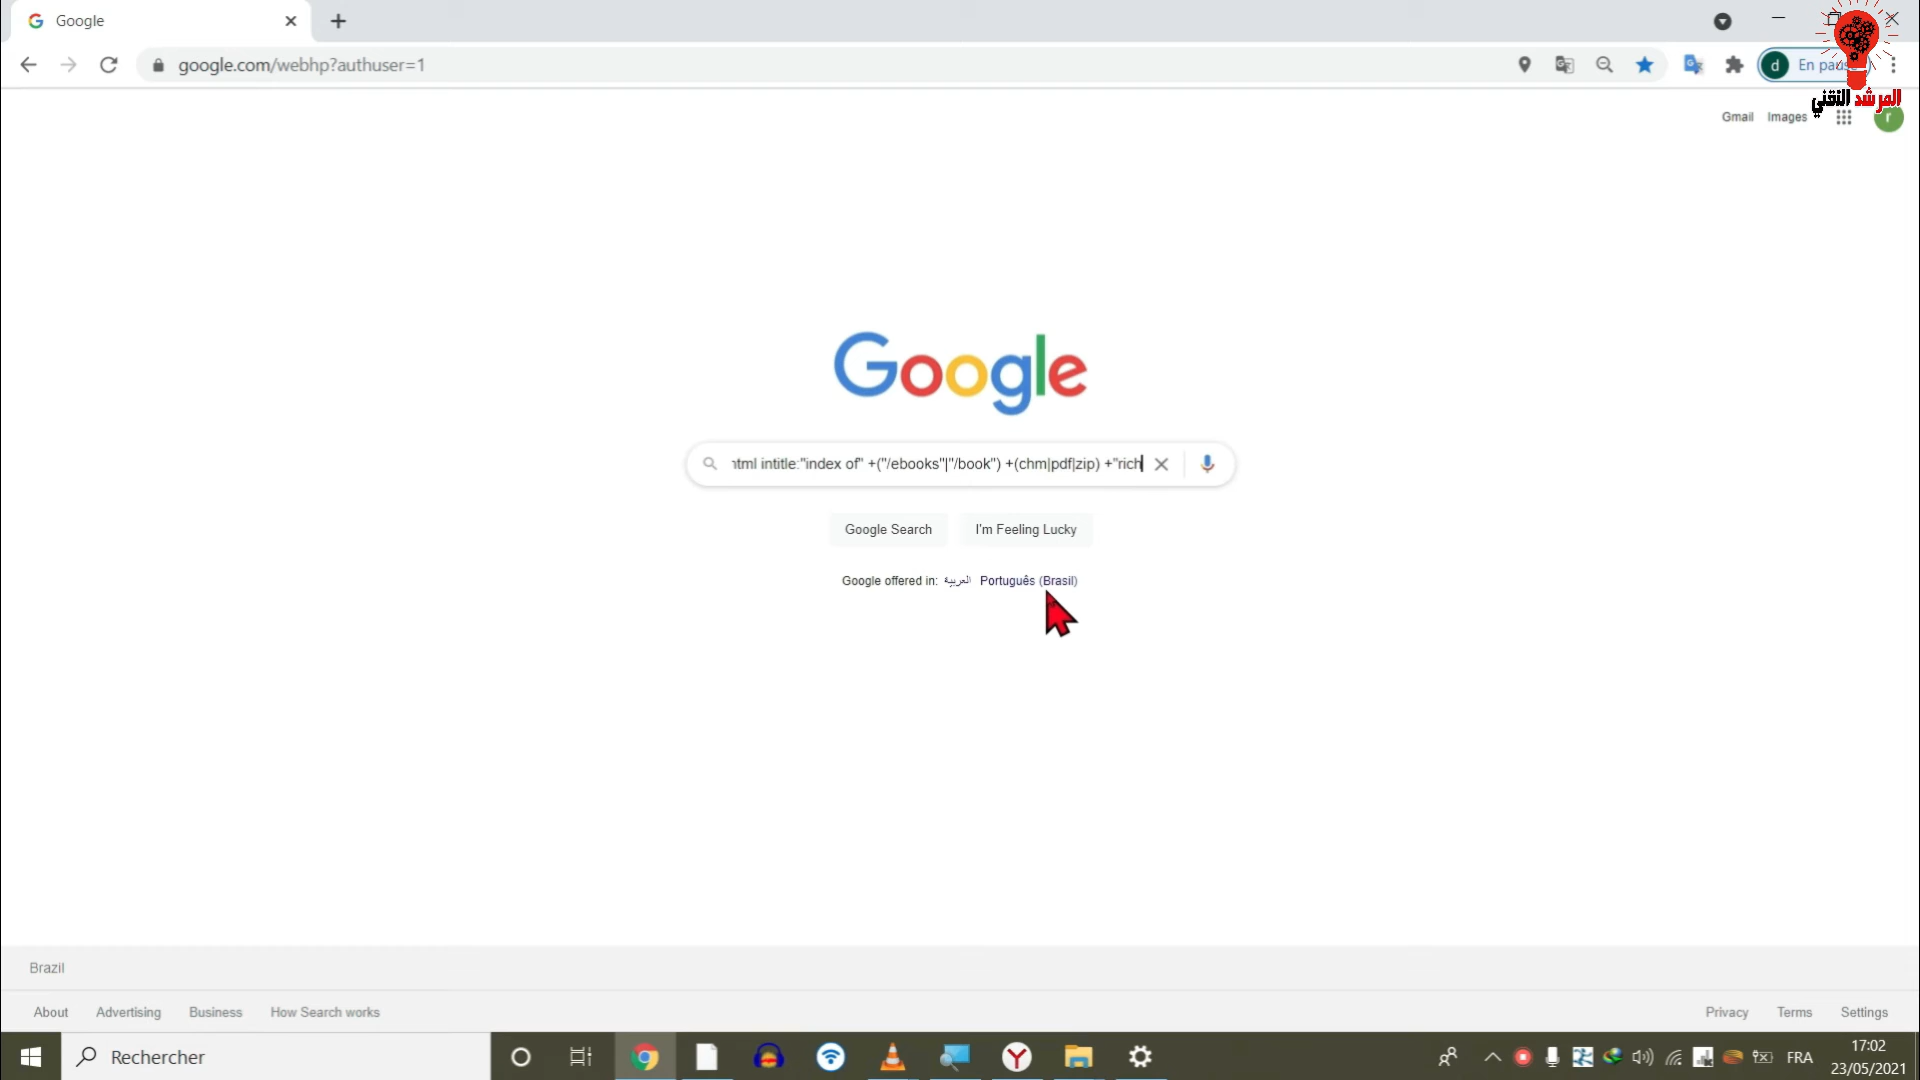 Google
google.com/webhp?authuser=1
d
En paus
المرشد التقني
Gmail
Images
r
Google
html intitle:"index of" +("/ebooks"|"/book") +(chm|pdf|zip) +"rich
Google Search
I'm Feeling Lucky
Google offered in: العربية Português (Brasil)
Brazil
About
Advertising
Business
How Search works
Privacy
Terms
Settings
Rechercher
FRA
17:02
23/05/2021